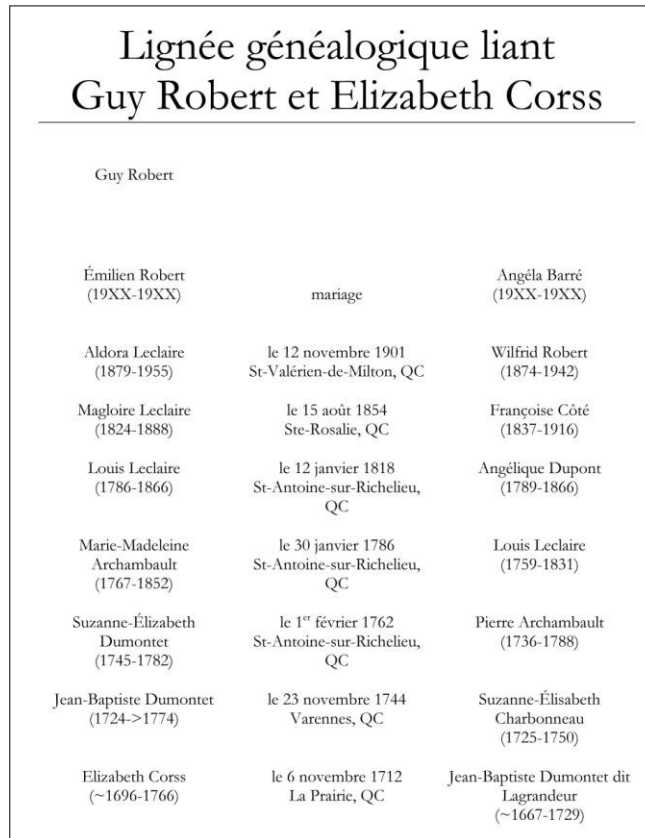 Lignée généalogique liant
Guy Robert et Elizabeth Corss
Guy Robert
Émilien Robert
(19XX-19XX)
mariage
Angéla Barré
(19XX-19XX)
Aldora Leclaire
(1879-1955)
le 12 novembre 1901
St-Valérien-de-Milton, QC
Wilfrid Robert
(1874-1942)
Magloire Leclaire
(1824-1888)
le 15 août 1854
Ste-Rosalie, QC
Françoise Côté
(1837-1916)
Louis Leclaire
(1786-1866)
le 12 janvier 1818
St-Antoine-sur-Richelieu,
QC
Angélique Dupont
(1789-1866)
Marie-Madeleine
Archambault
(1767-1852)
le 30 janvier 1786
St-Antoine-sur-Richelieu,
QC
Louis Leclaire
(1759-1831)
Suzanne-Élizabeth
Dumontet
(1745-1782)
le 1er février 1762
St-Antoine-sur-Richelieu,
QC
Pierre Archambault
(1736-1788)
Jean-Baptiste Dumontet
(1724->1774)
le 23 novembre 1744
Varennes, QC
Suzanne-Élisabeth
Charbonneau
(1725-1750)
Elizabeth Corss
(~1696-1766)
le 6 novembre 1712
La Prairie, QC
Jean-Baptiste Dumontet dit
Lagrandeur
(~1667-1729)